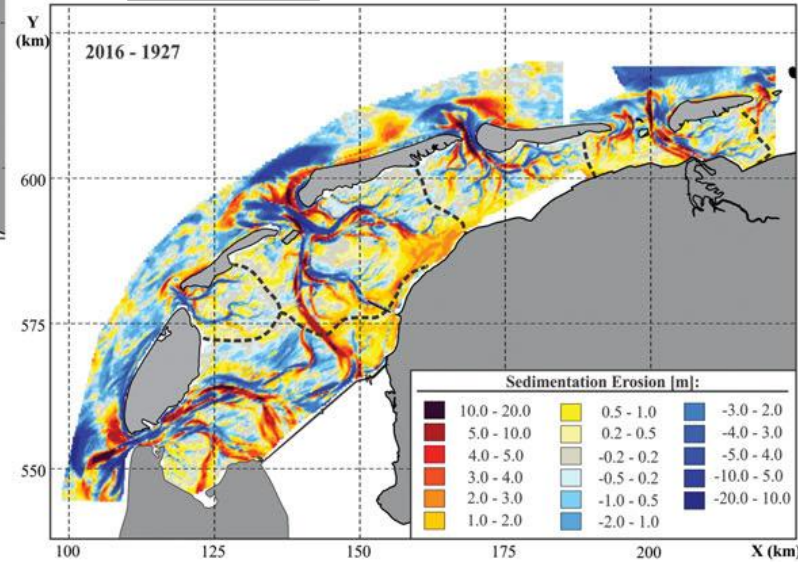 Y
(km)
2016 - 1927
600
575
550
100 125 150 175 200 X (km)
Sedimentation Erosion [m]:
10.0 - 20.0 0.5 - 1.0 -3.0 - 2.0
5.0 - 10.0 0.2 - 0.5 -4.0 - 3.0
4.0 - 5.0 -0.2 - 0.2 -5.0 - 4.0
3.0 - 4.0 -0.5 - 0.2 -10.0 - 5.0
2.0 - 3.0 -1.0 - 0.5 -20.0 - 10.0
1.0 - 2.0 -2.0 - 1.0